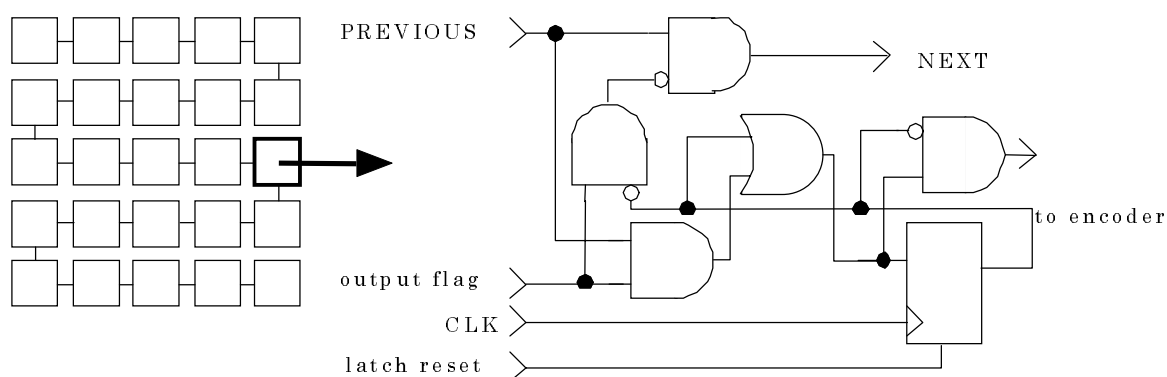 PREVIOUS
NEXT
to encoder
output flag
CLK
latch reset